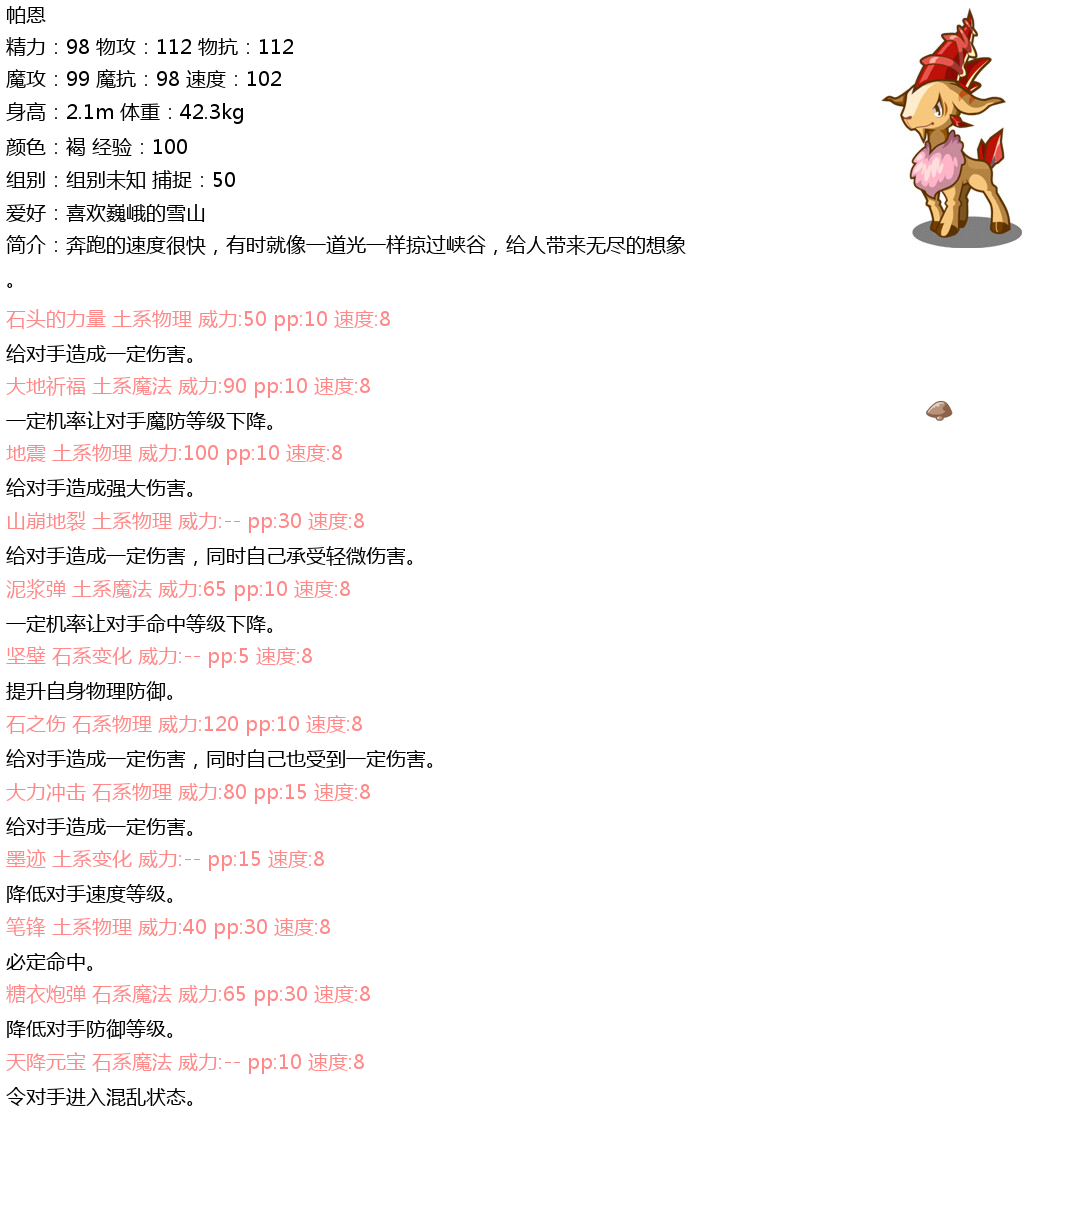 帕恩
精力：98 物攻：112 物抗：112
魔攻：99 魔抗：98 速度：102
身高：2.1m 体重：42.3kg
颜色：褐 经验：100
组别：组别未知 捕捉：50
爱好：喜欢巍峨的雪山
简介：奔跑的速度很快，有时就像一道光一样掠过峡谷，给人带来无尽的想象
。
石头的力量 土系物理 威力:50 pp:10 速度:8
给对手造成一定伤害。
大地祈福 土系魔法 威力:90 pp:10 速度:8
一定机率让对手魔防等级下降。
地震 土系物理 威力:100 pp:10 速度:8
给对手造成强大伤害。
山崩地裂 土系物理 威力:-- pp:30 速度:8
给对手造成一定伤害，同时自己承受轻微伤害。
泥浆弹 土系魔法 威力:65 pp:10 速度:8
一定机率让对手命中等级下降。
坚壁 石系变化 威力:-- pp:5 速度:8
提升自身物理防御。
石之伤 石系物理 威力:120 pp:10 速度:8
给对手造成一定伤害，同时自己也受到一定伤害。
大力冲击 石系物理 威力:80 pp:15 速度:8
给对手造成一定伤害。
墨迹 土系变化 威力:-- pp:15 速度:8
降低对手速度等级。
笔锋 土系物理 威力:40 pp:30 速度:8
必定命中。
糖衣炮弹 石系魔法 威力:65 pp:30 速度:8
降低对手防御等级。
天降元宝 石系魔法 威力:-- pp:10 速度:8
令对手进入混乱状态。